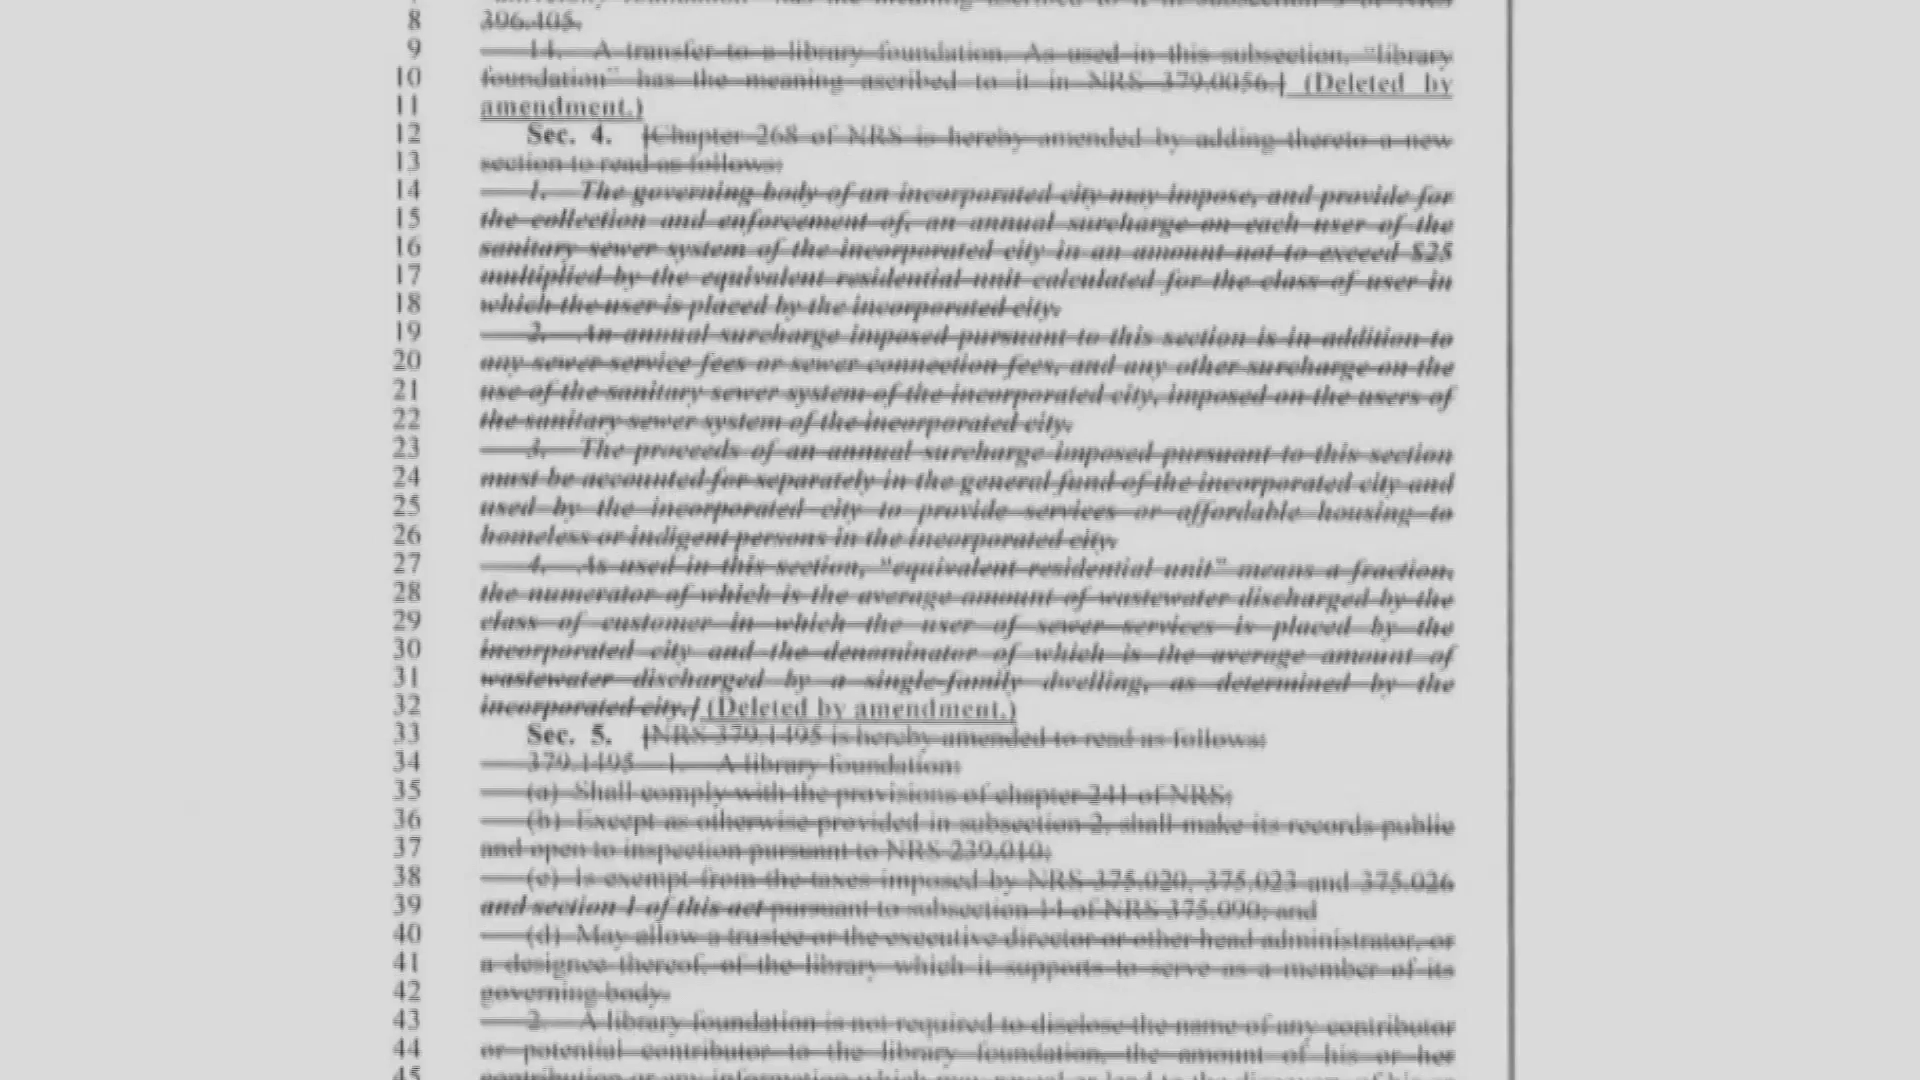 8 396.405.
9 14. A transfer to a library foundation. As used in this subsection, "library
10 foundation" has the meaning ascribed to it in NRS 379.0056.] (Deleted by
11 amendment.)
12 Sec. 4. [Chapter 268 of NRS is hereby amended by adding thereto a new
13 section to read as follows:
14 1. The governing body of an incorporated city may impose, and provide for
15 the collection and enforcement of, an annual surcharge on each user of the
16 sanitary sewer system of the incorporated city in an amount not to exceed $25
17 multiplied by the equivalent residential unit calculated for the class of user in
18 which the user is placed by the incorporated city.
19 2. An annual surcharge imposed pursuant to this section is in addition to
20 any sewer service fees or sewer connection fees, and any other surcharge on the
21 use of the sanitary sewer system of the incorporated city, imposed on the users of
22 the sanitary sewer system of the incorporated city.
23 3. The proceeds of an annual surcharge imposed pursuant to this section
24 must be accounted for separately in the general fund of the incorporated city and
25 used by the incorporated city to provide services or affordable housing to
26 homeless or indigent persons in the incorporated city.
27 4. As used in this section, "equivalent residential unit" means a fraction,
28 the numerator of which is the average amount of wastewater discharged by the
29 class of customer in which the user of sewer services is placed by the
30 incorporated city and the denominator of which is the average amount of
31 wastewater discharged by a single-family dwelling, as determined by the
32 incorporated city.] (Deleted by amendment.)
33 Sec. 5. [NRS 379.1495 is hereby amended to read as follows:
34 379.1495 1. A library foundation:
35 (a) Shall comply with the provisions of chapter 241 of NRS;
36 (b) Except as otherwise provided in subsection 2, shall make its records public
37 and open to inspection pursuant to NRS 239.010;
38 (c) Is exempt from the taxes imposed by NRS 375.020, 375.023 and 375.026
39 and section 1 of this act pursuant to subsection 14 of NRS 375.090; and
40 (d) May allow a trustee or the executive director or other head administrator, or
41 a designee thereof, of the library which it supports to serve as a member of its
42 governing body.
43 2. A library foundation is not required to disclose the name of any contributor
44 or potential contributor to the library foundation, the amount of his or her
45 contribution or any information which may reveal or lead to the discovery of his or